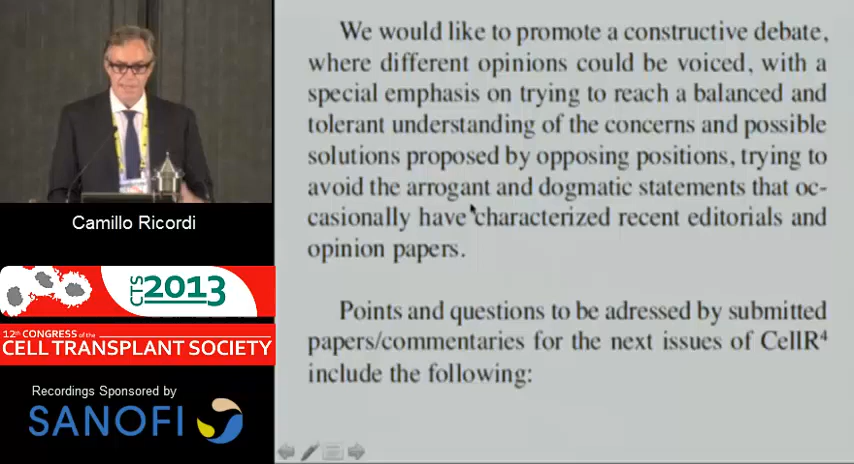 Camillo Ricordi
CTS
2013
12th CONGRESS of the
CELL TRANSPLANT SOCIETY
Recordings Sponsored by
SANOFI
We would like to promote a constructive debate,
where different opinions could be voiced, with a
special emphasis on trying to reach a balanced and
tolerant understanding of the concerns and possible
solutions proposed by opposing positions, trying to
avoid the arrogant and dogmatic statements that oc-
casionally have characterized recent editorials and
opinion papers.
Points and questions to be adressed by submitted
papers/commentaries for the next issues of CellR⁴
include the following: